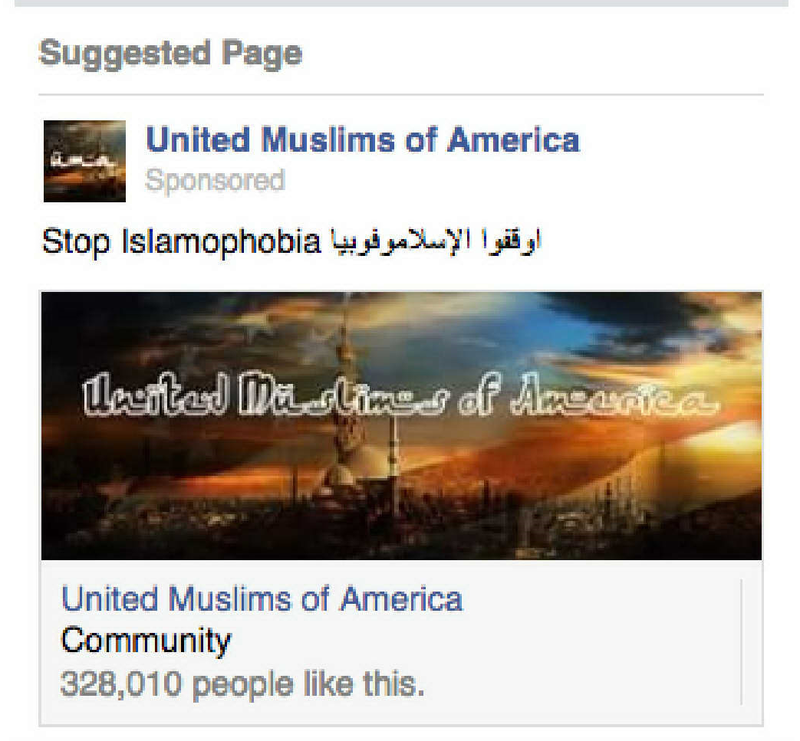 Suggested Page
United Muslims of America
Sponsored
Stop Islamophobia اوقفوا الإسلاموفوبيا
United Muslims of America
United Muslims of America
Community
328,010 people like this.